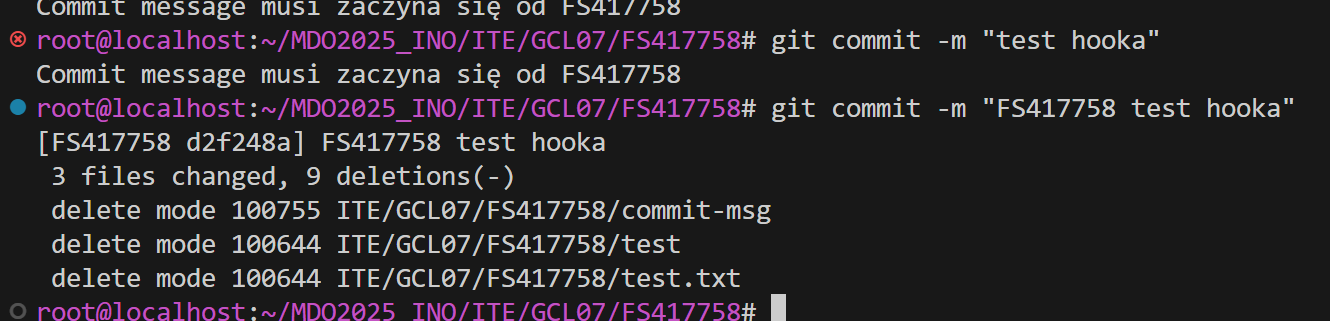 Commit message musi zaczyna się od FS417758
root@localhost:~/MDO2025_INO/ITE/GCL07/FS417758# git commit -m "test hooka"
Commit message musi zaczyna się od FS417758
root@localhost:~/MDO2025_INO/ITE/GCL07/FS417758# git commit -m "FS417758 test hooka"
[FS417758 d2f248a] FS417758 test hooka
 3 files changed, 9 deletions(-)
 delete mode 100755 ITE/GCL07/FS417758/commit-msg
 delete mode 100644 ITE/GCL07/FS417758/test
 delete mode 100644 ITE/GCL07/FS417758/test.txt
root@localhost:~/MDO2025_INO/ITE/GCL07/FS417758#